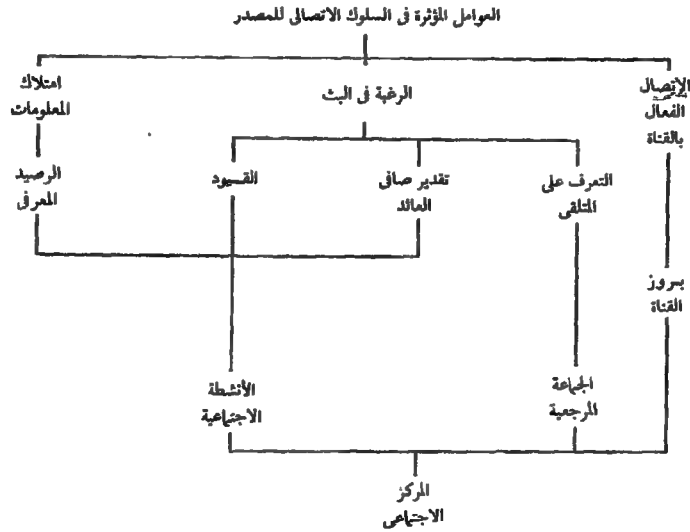 العوامل المؤثرة فى السلوك الاتصالى للمصدر
الإتصال
الفعال
بالقناة
الرغبة فى البث
امتلاك
المعلومات
التعرف على
المتلقى
تقدير صافى
العائد
القيود
الرصيد
المعرفى
بروز
القناة
الجماعة
المرجعية
الأنشطة
الاجتماعية
المركز
الاجتماعى